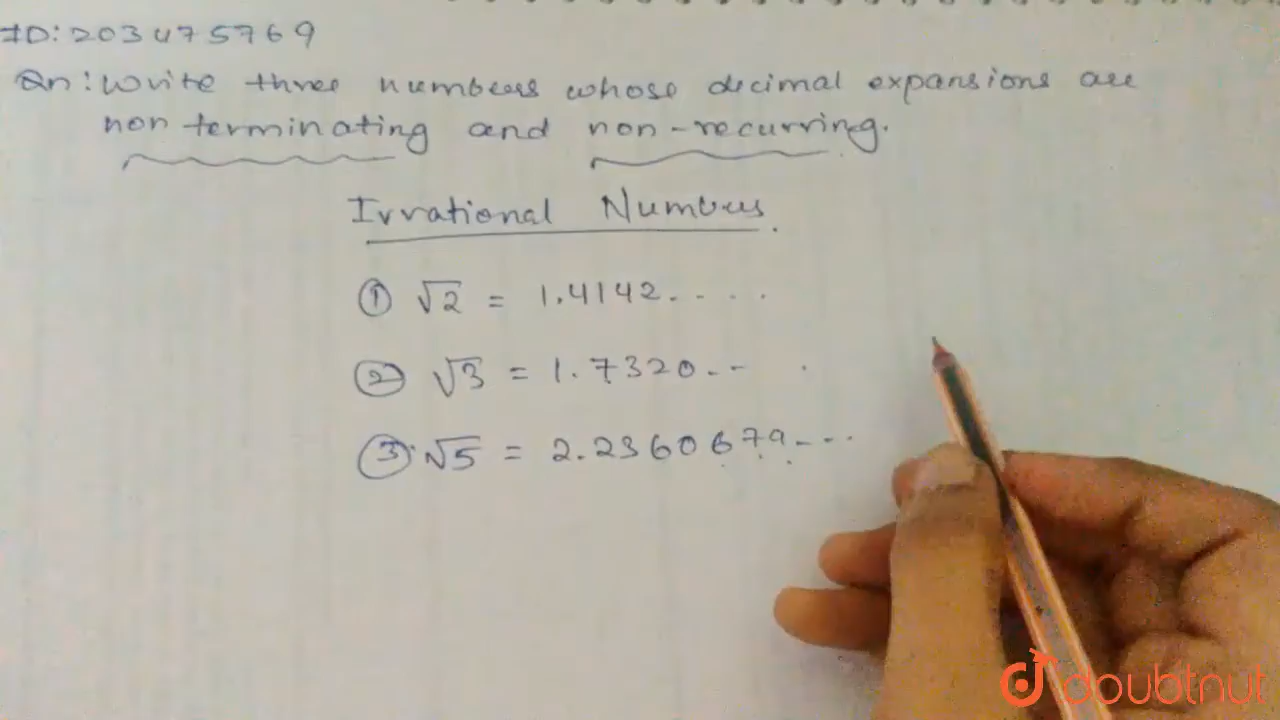 ID: 203475769
Qn: Write three numbers whose decimal expansions are
non terminating and non-recurring.
Irrational Numbers.
① √2 = 1.4142.....
② √3 = 1.7320...
③ √5 = 2.2360679....
doubtnut